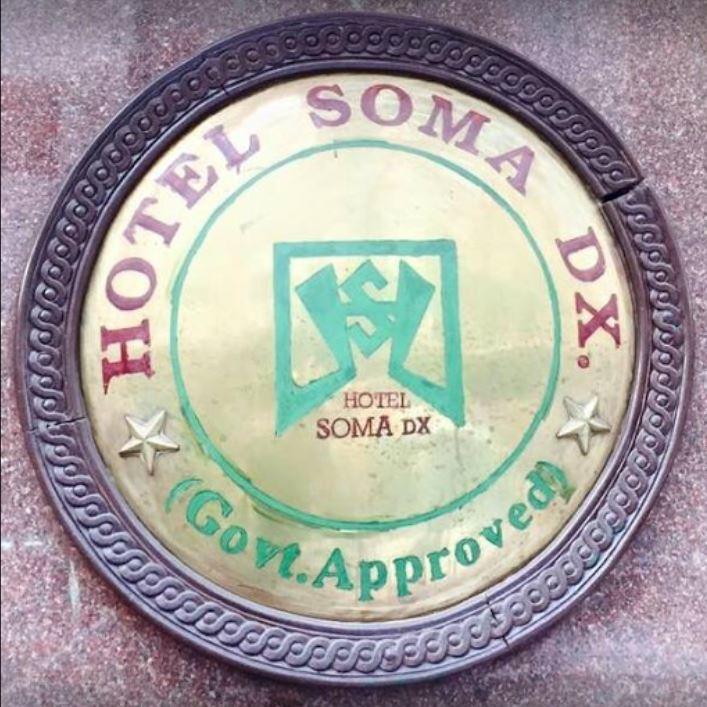 HOTEL SOMA DX.
HOTEL
SOMA DX
(Govt.Approved)